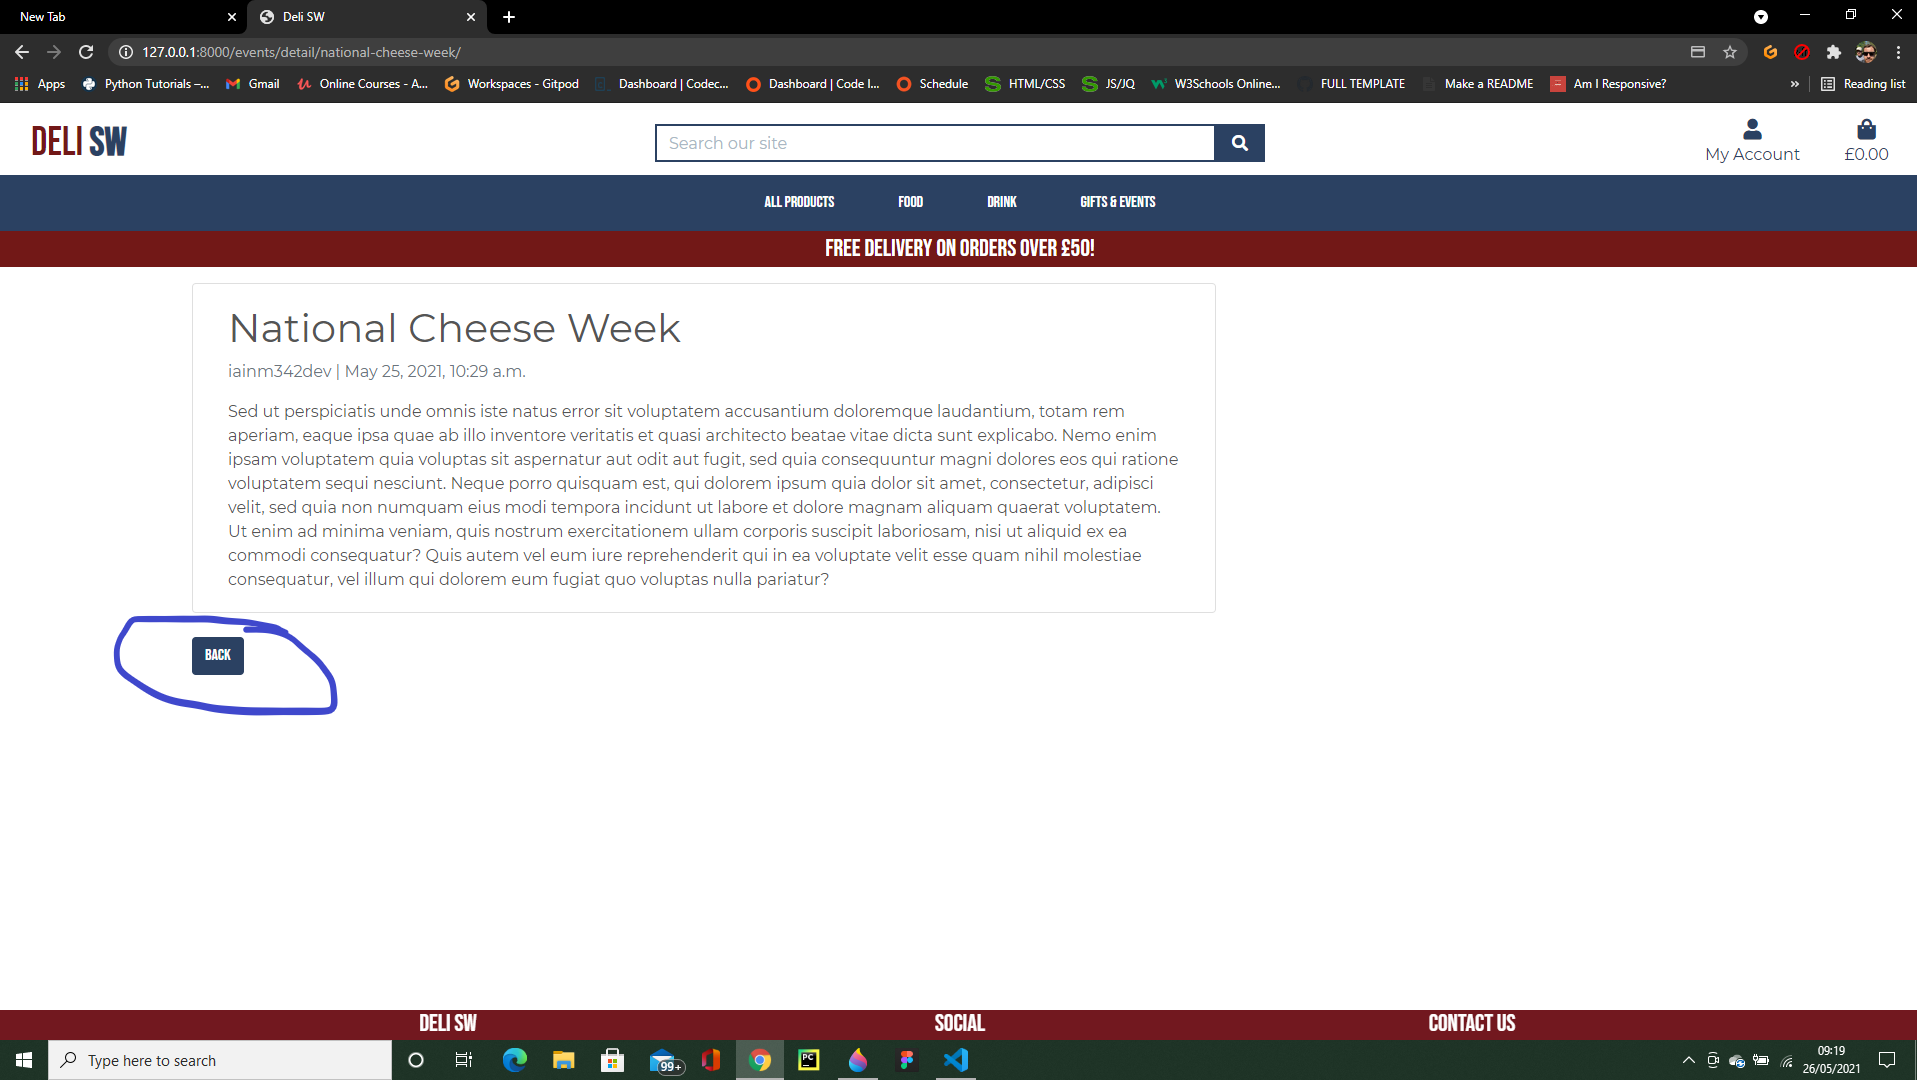 New Tab
Deli SW
127.0.0.1:8000/events/detail/national-cheese-week/
Apps Python Tutorials –... Gmail Online Courses - A... Workspaces - Gitpod Dashboard | Codec... Dashboard | Code I... Schedule HTML/CSS JS/JQ W3Schools Online... FULL TEMPLATE Make a README Am I Responsive? » Reading list
DELI SW
Search our site
My Account
£0.00
ALL PRODUCTS FOOD DRINK GIFTS & EVENTS
FREE DELIVERY ON ORDERS OVER £50!
National Cheese Week
iainm342dev | May 25, 2021, 10:29 a.m.
Sed ut perspiciatis unde omnis iste natus error sit voluptatem accusantium doloremque laudantium, totam rem
aperiam, eaque ipsa quae ab illo inventore veritatis et quasi architecto beatae vitae dicta sunt explicabo. Nemo enim
ipsam voluptatem quia voluptas sit aspernatur aut odit aut fugit, sed quia consequuntur magni dolores eos qui ratione
voluptatem sequi nesciunt. Neque porro quisquam est, qui dolorem ipsum quia dolor sit amet, consectetur, adipisci
velit, sed quia non numquam eius modi tempora incidunt ut labore et dolore magnam aliquam quaerat voluptatem.
Ut enim ad minima veniam, quis nostrum exercitationem ullam corporis suscipit laboriosam, nisi ut aliquid ex ea
commodi consequatur? Quis autem vel eum iure reprehenderit qui in ea voluptate velit esse quam nihil molestiae
consequatur, vel illum qui dolorem eum fugiat quo voluptas nulla pariatur?
BACK
DELI SW SOCIAL CONTACT US
Type here to search
99+
PC
09:19
26/05/2021